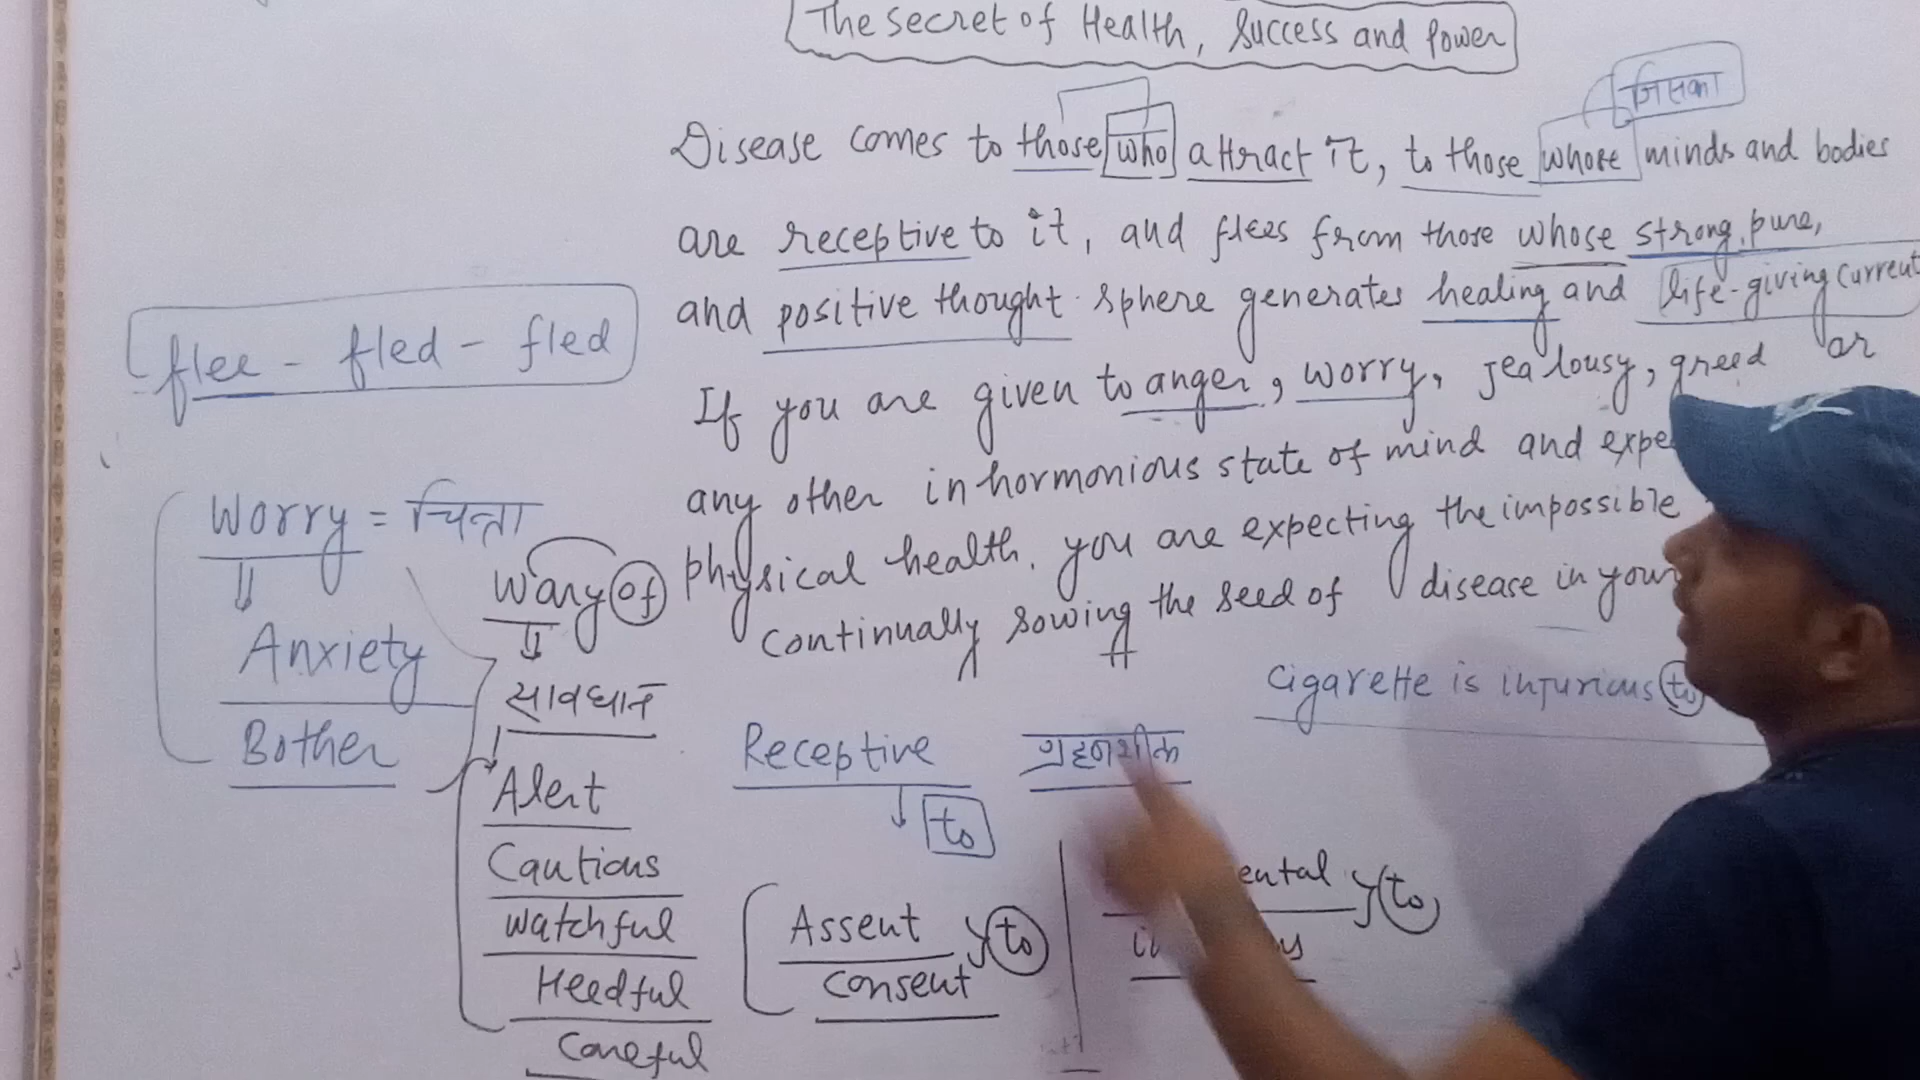 The secret of Health, Success and Power
जिसका
Disease comes to those who attract it, to those whose minds and bodies
are receptive to it, and flees from those whose strong, pure,
and positive thought sphere generates healing and life-giving current
If you are given to anger, worry, jealousy, greed or
any other inhormonious state of mind and expe
physical health, you are expecting the impossible
continually sowing the seed of disease in your
flee - fled - fled
Worry = चिन्ता
Anxiety
Bother
Wary of
सावधान
Alert
Cautious
Watchful
Heedful
Careful
Cigarette is injurious to
Receptive
to
Assent
Consent
to
ental
to